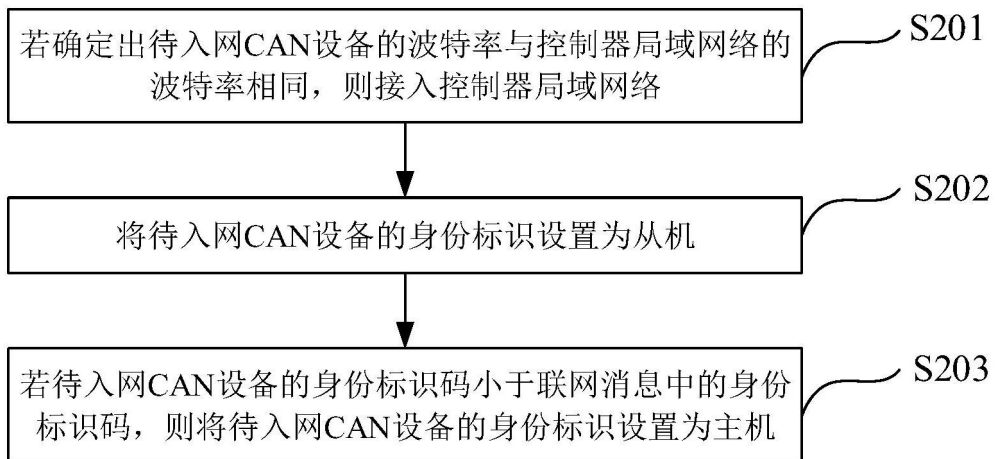 若确定出待入网CAN设备的波特率与控制器局域网络的
波特率相同，则接入控制器局域网络
S201
将待入网CAN设备的身份标识设置为从机
S202
若待入网CAN设备的身份标识码小于联网消息中的身份
标识码，则将待入网CAN设备的身份标识设置为主机
S203